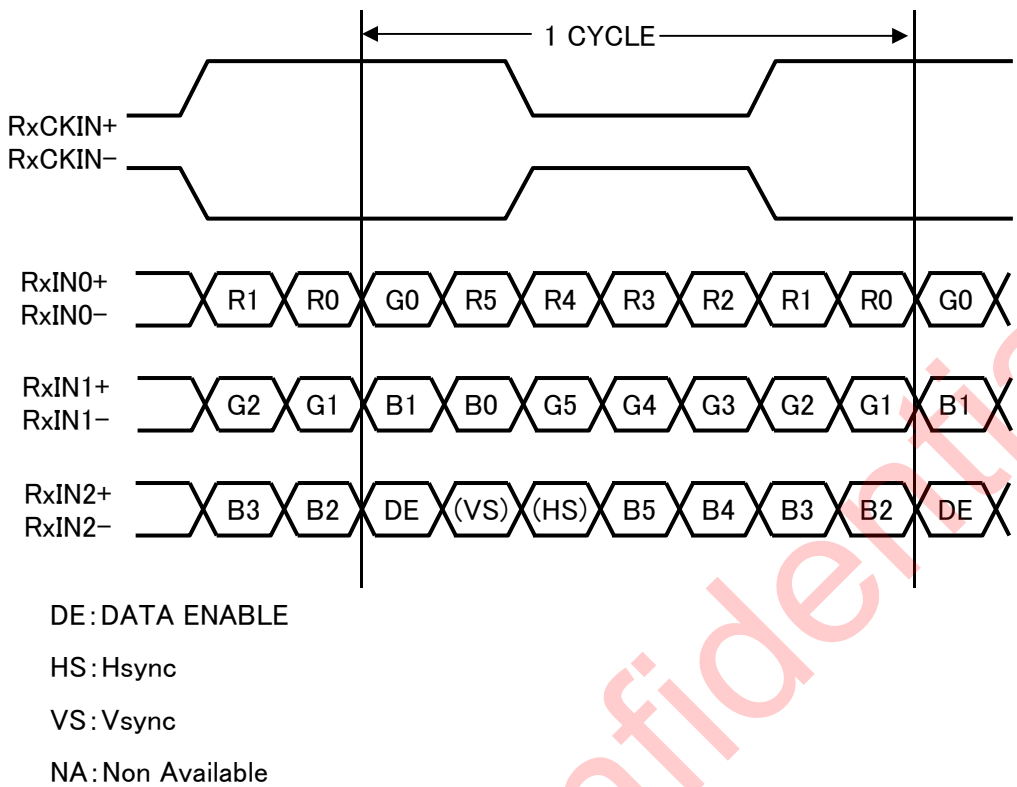 1 CYCLE
RxCKIN+
RxCKIN-
RxIN0+
RxIN0-
R1 R0 G0 R5 R4 R3 R2 R1 R0 G0
RxIN1+
RxIN1-
G2 G1 B1 B0 G5 G4 G3 G2 G1 B1
RxIN2+
RxIN2-
B3 B2 DE (VS) (HS) B5 B4 B3 B2 DE
DE:DATA ENABLE
HS:Hsync
VS:Vsync
NA:Non Available